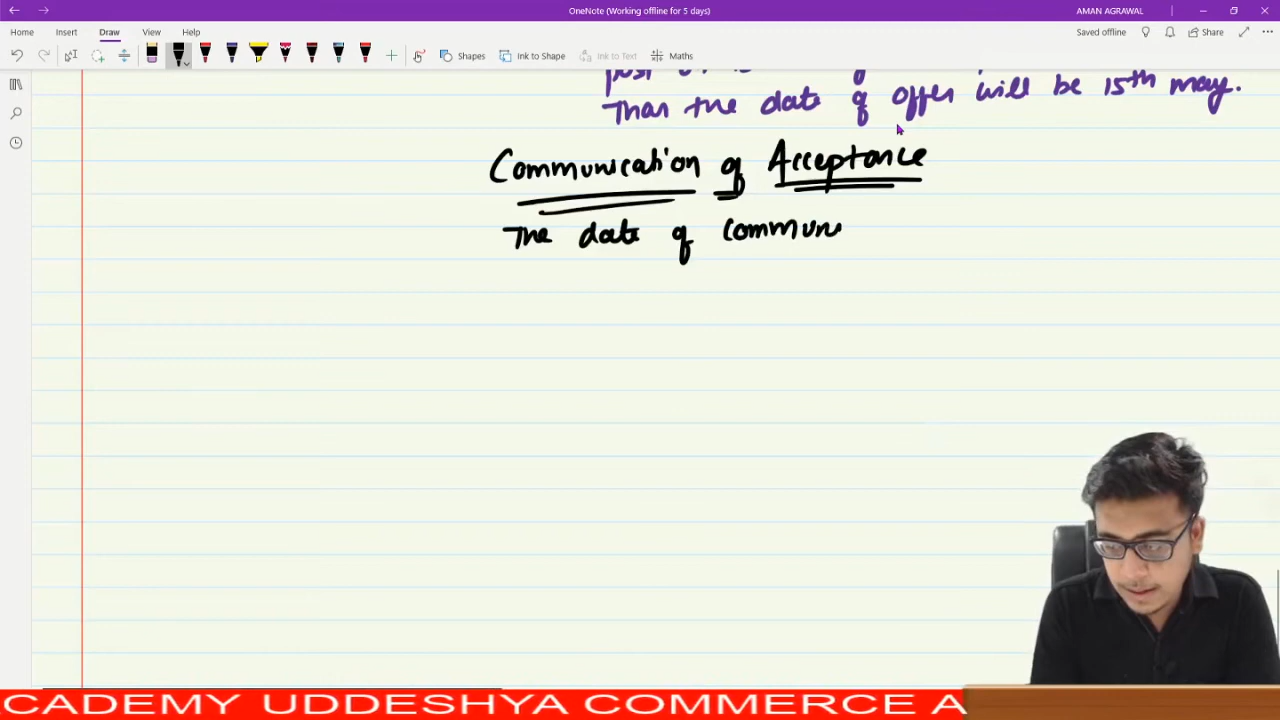 OneNote (Working offline for 5 days)
AMAN AGRAWAL
Home Insert Draw View Help
Saved offline Share
Shapes Ink to Shape Ink to Text Maths
Than the date of offer will be 15th may.
Communication of Acceptance
The date of commun
CADEMY UDDESHYA COMMERCE A